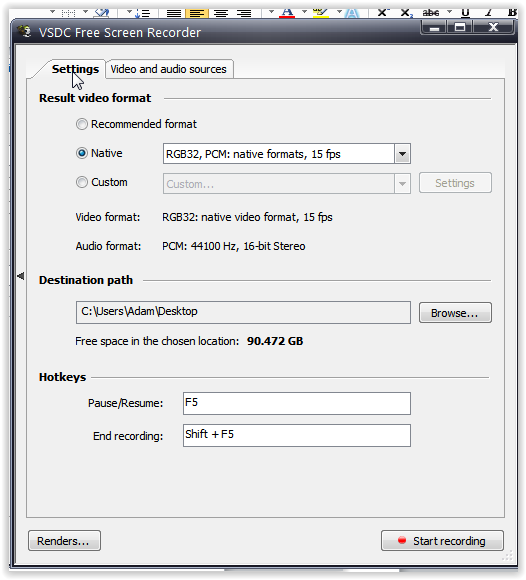 VSDC Free Screen Recorder
Settings Video and audio sources
Result video format
Recommended format
Native RGB32, PCM: native formats, 15 fps
Custom Custom... Settings
Video format: RGB32: native video format, 15 fps
Audio format: PCM: 44100 Hz, 16-bit Stereo
Destination path
C:\Users\Adam\Desktop Browse...
Free space in the chosen location: 90.472 GB
Hotkeys
Pause/Resume: F5
End recording: Shift + F5
Renders... Start recording